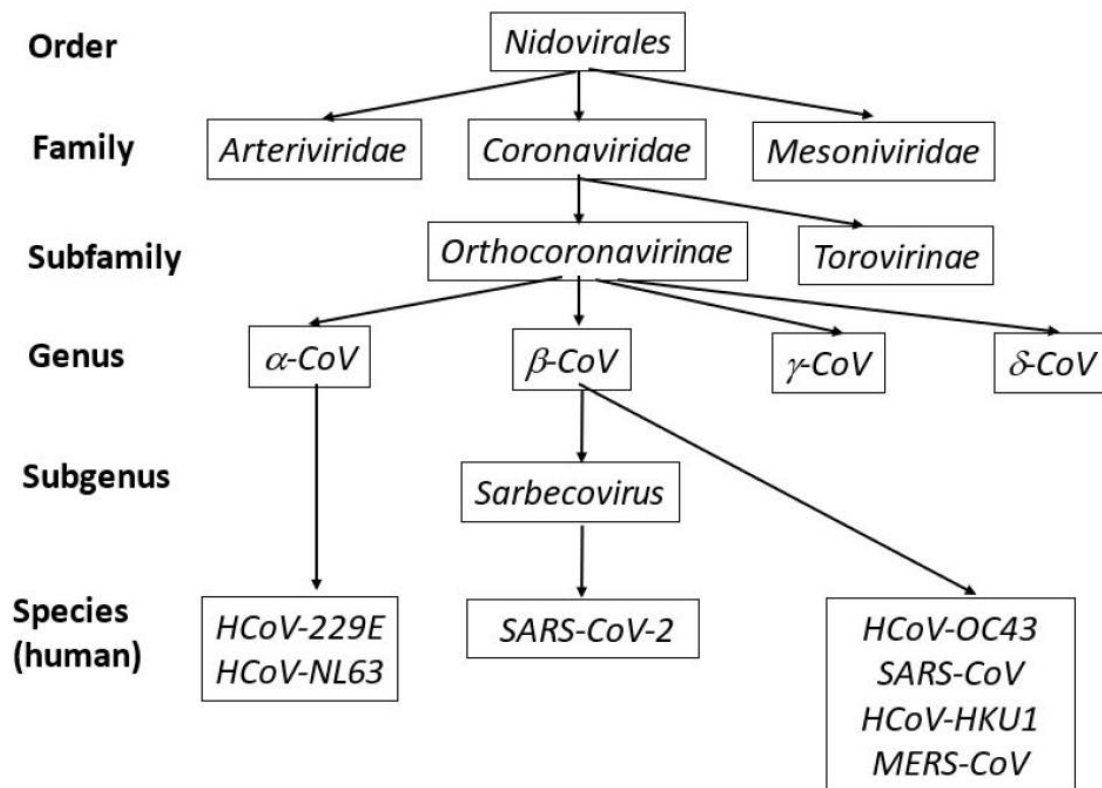 Order
Nidovirales
Family
Arteriviridae
Coronaviridae
Mesoniviridae
Subfamily
Orthocoronavirinae
Torovirinae
Genus
α-CoV
β-CoV
γ-CoV
δ-CoV
Subgenus
Sarbecovirus
Species
(human)
HCoV-229E
HCoV-NL63
SARS-CoV-2
HCoV-OC43
SARS-CoV
HCoV-HKU1
MERS-CoV